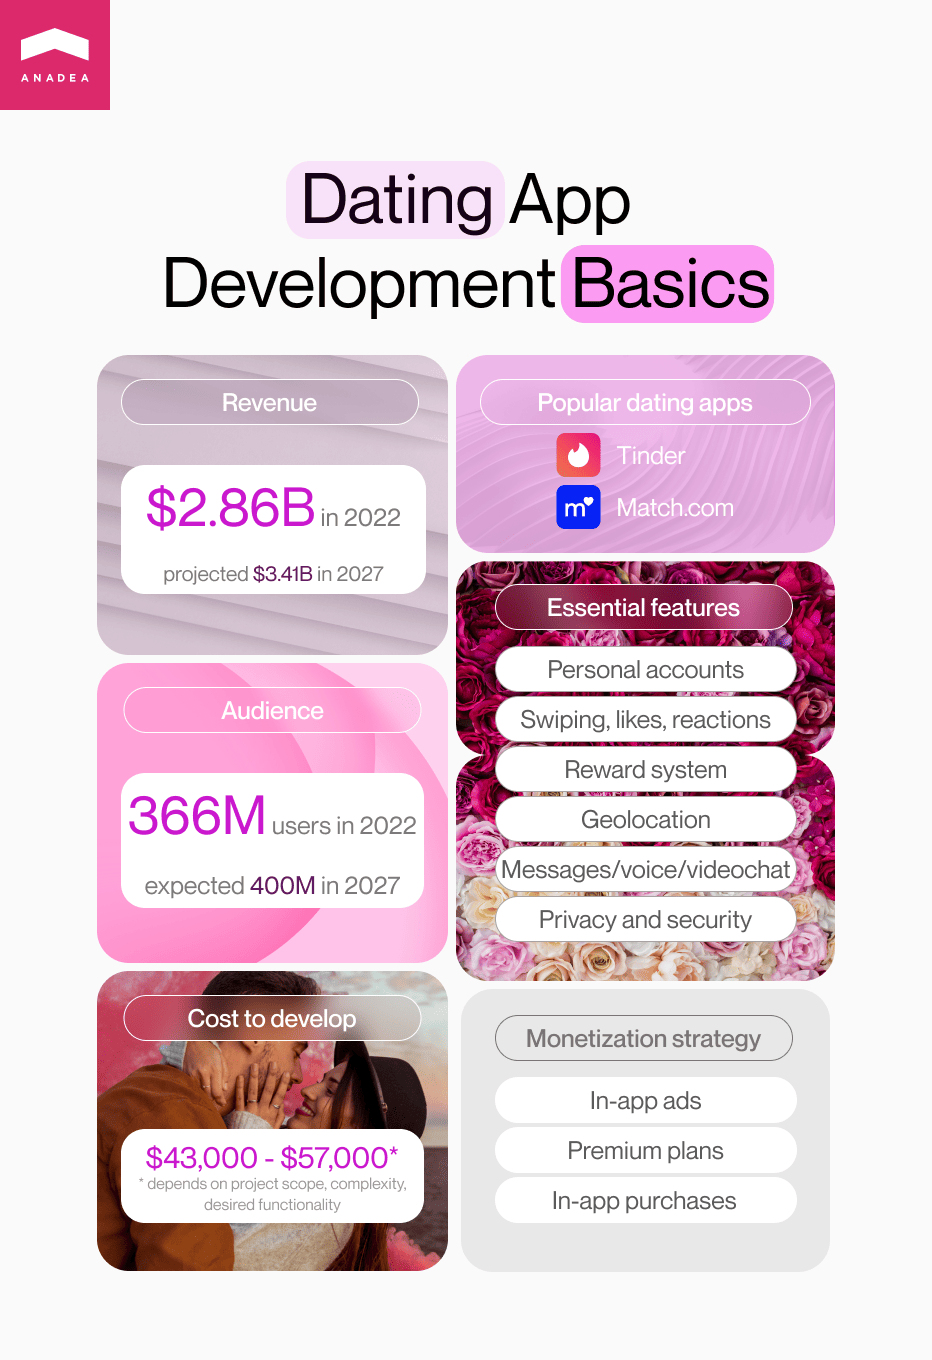 ANADEA
Dating App
Development Basics
Revenue
$2.86B in 2022
projected $3.41B in 2027
Audience
366M users in 2022
expected 400M in 2027
Cost to develop
$43,000 - $57,000*
* depends on project scope, complexity,
desired functionality
Popular dating apps
Tinder
m
Match.com
Essential features
Personal accounts
Swiping, likes, reactions
Reward system
Geolocation
Messages/voice/videochat
Privacy and security
Monetization strategy
In-app ads
Premium plans
In-app purchases